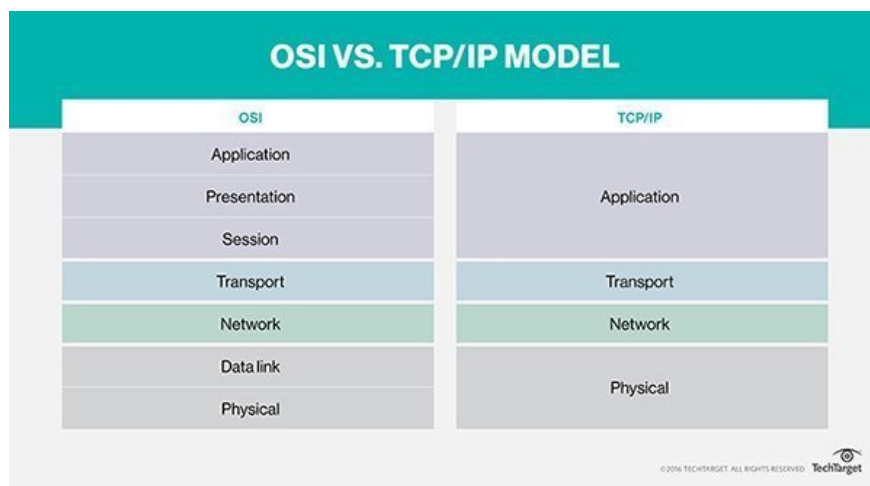 OSI VS. TCP/IP MODEL
OSI
TCP/IP
Application
Presentation
Session
Application
Transport
Transport
Network
Network
Data link
Physical
Physical
©2016 TECHTARGET. ALL RIGHTS RESERVED TechTarget